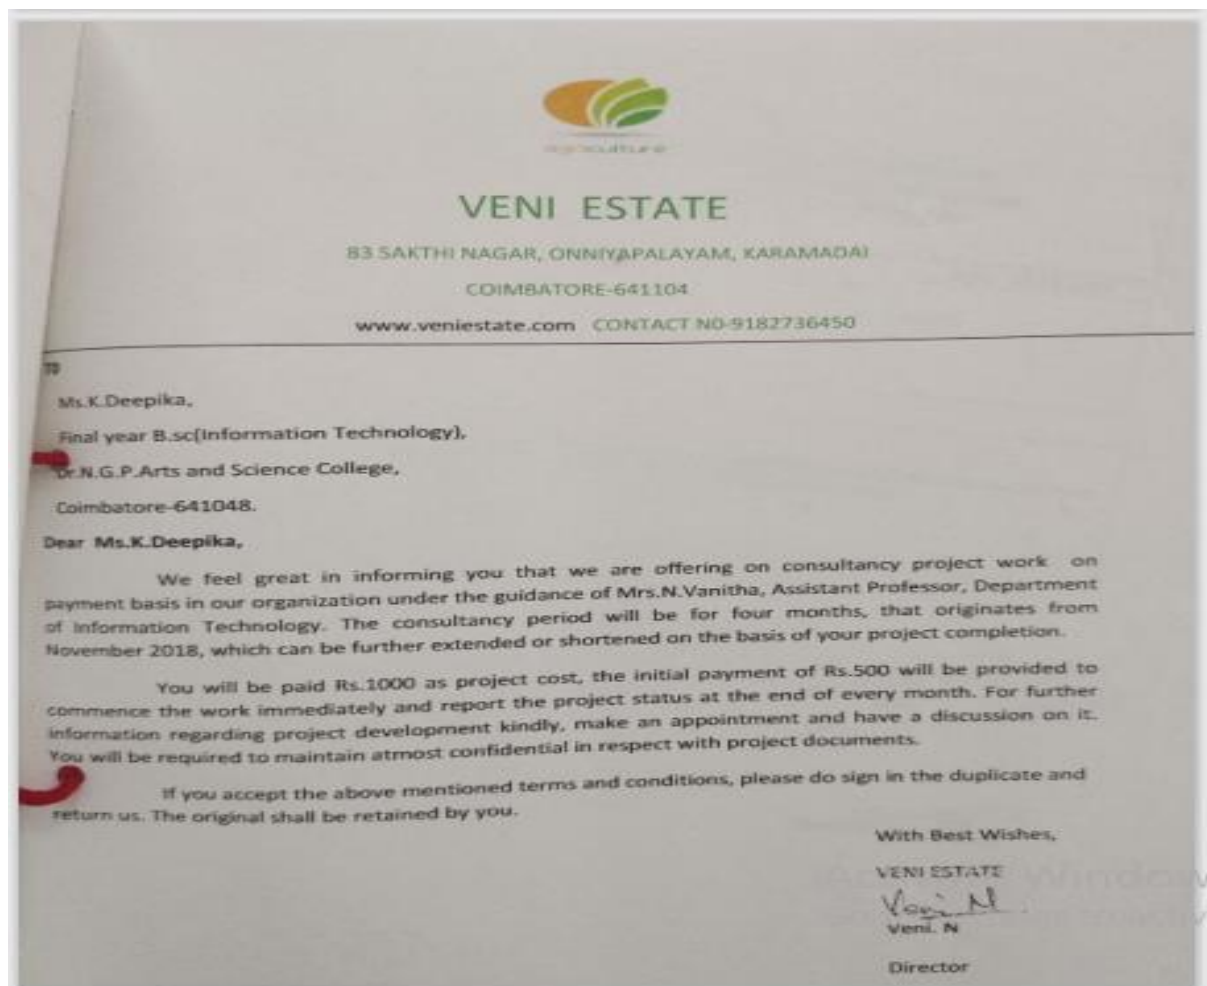 agriculture
VENI ESTATE
83 SAKTHI NAGAR, ONNIYAPALAYAM, KARAMADAI
COIMBATORE-641104
www.veniestate.com CONTACT N0-9182736450
TO
Ms.K.Deepika,
Final year B.sc(Information Technology),
Dr.N.G.P.Arts and Science College,
Coimbatore-641048.
Dear Ms.K.Deepika,
We feel great in informing you that we are offering on consultancy project work on
payment basis in our organization under the guidance of Mrs.N.Vanitha, Assistant Professor, Department
of Information Technology. The consultancy period will be for four months, that originates from
November 2018, which can be further extended or shortened on the basis of your project completion.
You will be paid Rs.1000 as project cost, the initial payment of Rs.500 will be provided to
commence the work immediately and report the project status at the end of every month. For further
information regarding project development kindly, make an appointment and have a discussion on it.
You will be required to maintain atmost confidential in respect with project documents.
If you accept the above mentioned terms and conditions, please do sign in the duplicate and
return us. The original shall be retained by you.
With Best Wishes,
VENI ESTATE
Veni N
Veni. N
Director